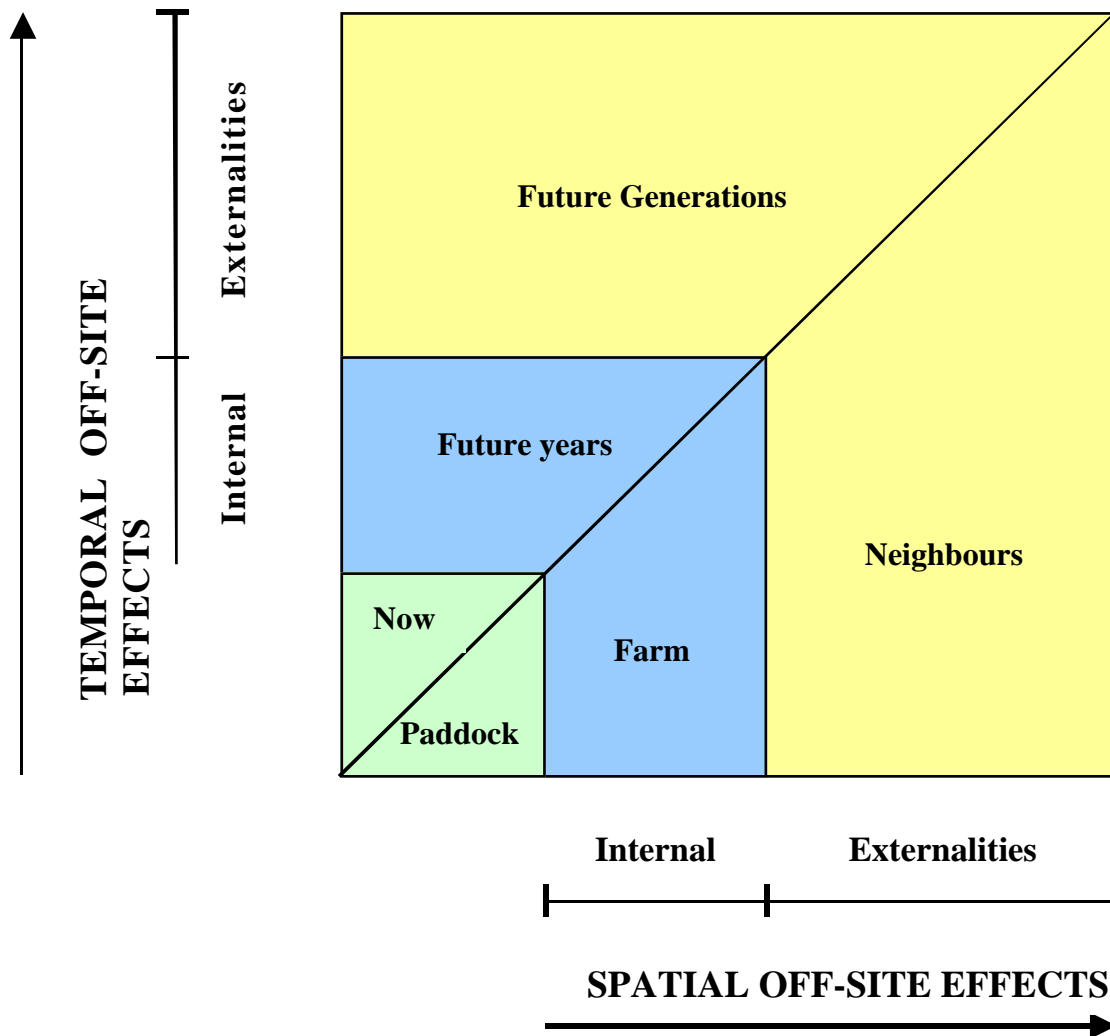 Externalities
Internal
TEMPORAL OFF-SITE
EFFECTS
Future Generations
Future years
Neighbours
Now
Farm
Paddock
Internal
Externalities
SPATIAL OFF-SITE EFFECTS